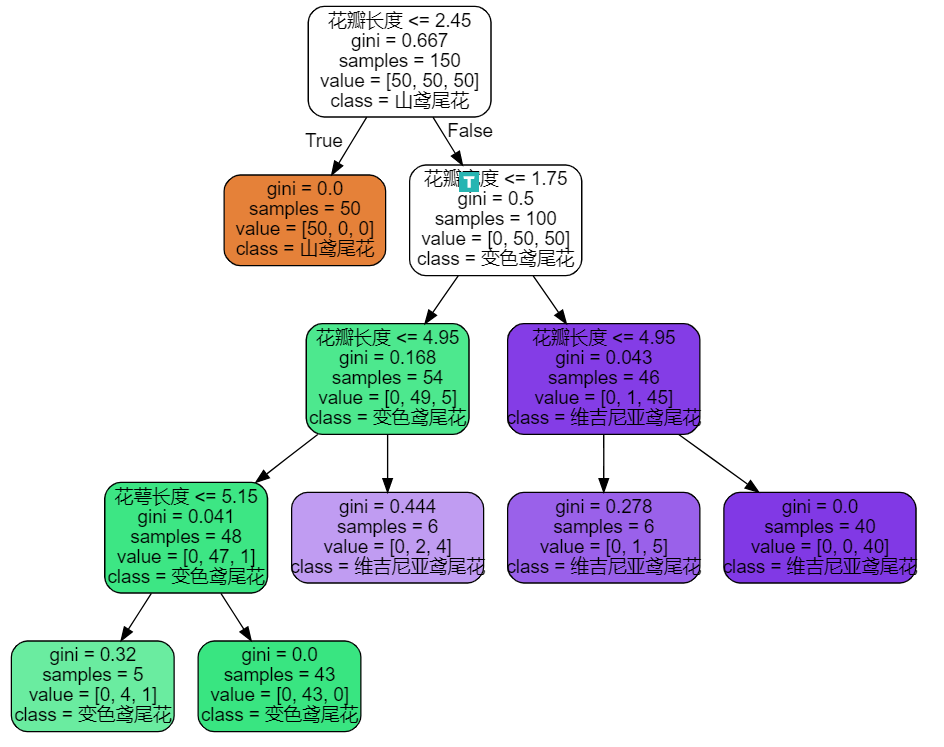 花瓣长度 <= 2.45
gini = 0.667
samples = 150
value = [50, 50, 50]
class = 山鸢尾花
True
False
gini = 0.0
samples = 50
value = [50, 0, 0]
class = 山鸢尾花
花瓣 度 <= 1.75
T
gini = 0.5
samples = 100
value = [0, 50, 50]
class = 变色鸢尾花
花瓣长度 <= 4.95
gini = 0.168
samples = 54
value = [0, 49, 5]
class = 变色鸢尾花
花瓣长度 <= 4.95
gini = 0.043
samples = 46
value = [0, 1, 45]
class = 维吉尼亚鸢尾花
花萼长度 <= 5.15
gini = 0.041
samples = 48
value = [0, 47, 1]
class = 变色鸢尾花
gini = 0.444
samples = 6
value = [0, 2, 4]
class = 维吉尼亚鸢尾花
gini = 0.278
samples = 6
value = [0, 1, 5]
class = 维吉尼亚鸢尾花
gini = 0.0
samples = 40
value = [0, 0, 40]
class = 维吉尼亚鸢尾花
gini = 0.32
samples = 5
value = [0, 4, 1]
class = 变色鸢尾花
gini = 0.0
samples = 43
value = [0, 43, 0]
class = 变色鸢尾花